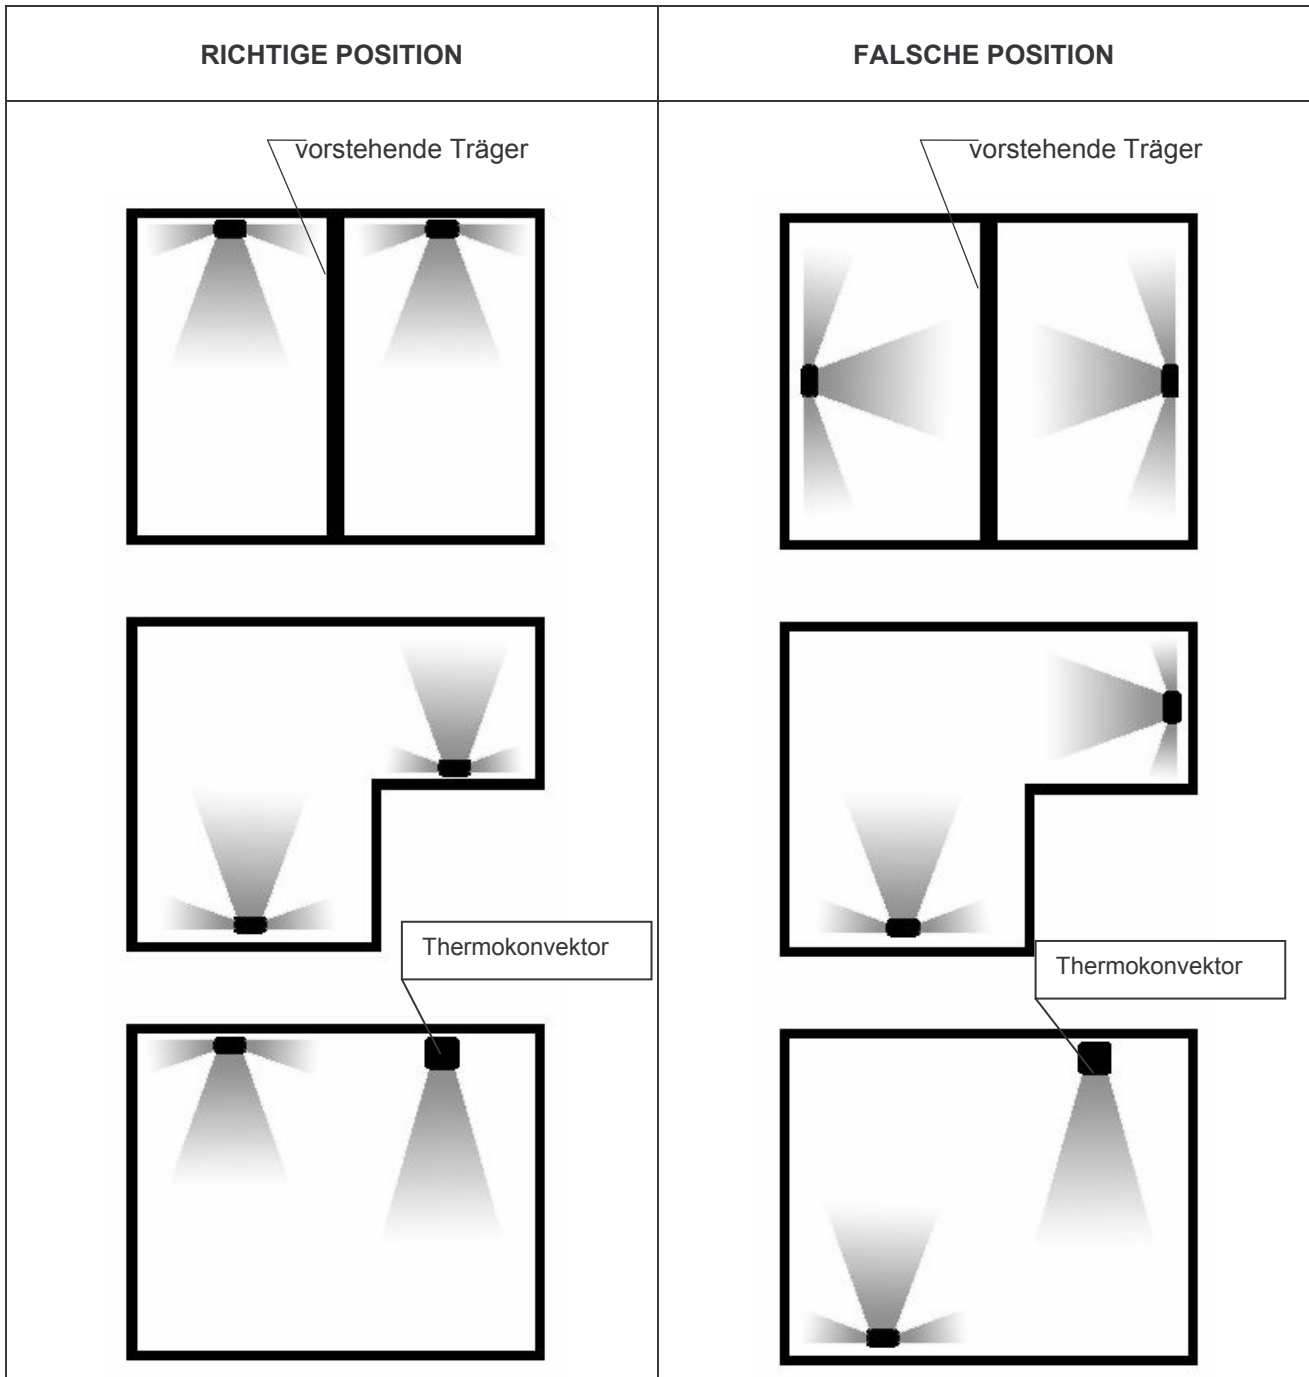 RICHTIGE POSITION
FALSCHE POSITION
vorstehende Träger
vorstehende Träger
Thermokonvektor
Thermokonvektor